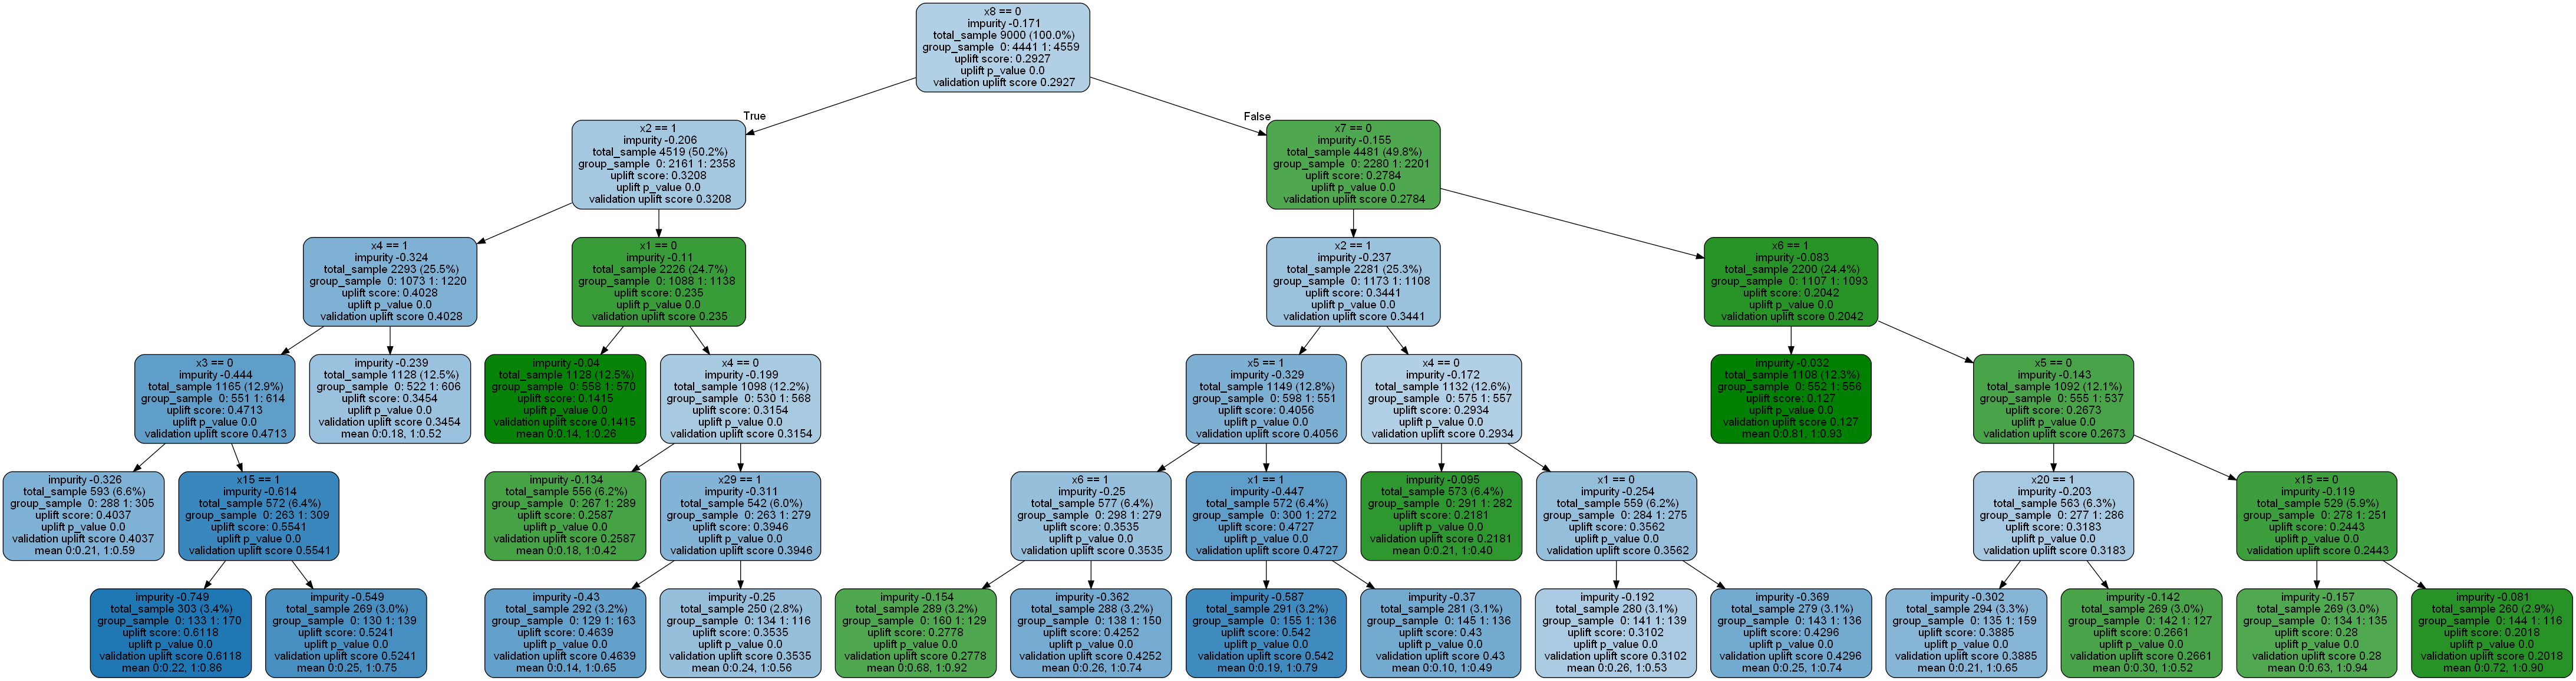 x8 == 0
impurity -0.171
total_sample 9000 (100.0%)
group_sample 0: 4441 1: 4559
uplift score: 0.2927
uplift p_value 0.0
validation uplift score 0.2927
True
False
x2 == 1
impurity -0.206
total_sample 4519 (50.2%)
group_sample 0: 2161 1: 2358
uplift score: 0.3208
uplift p_value 0.0
validation uplift score 0.3208
x7 == 0
impurity -0.155
total_sample 4481 (49.8%)
group_sample 0: 2280 1: 2201
uplift score: 0.2784
uplift p_value 0.0
validation uplift score 0.2784
x4 == 1
impurity -0.324
total_sample 2293 (25.5%)
group_sample 0: 1073 1: 1220
uplift score: 0.4028
uplift p_value 0.0
validation uplift score 0.4028
x1 == 0
impurity -0.11
total_sample 2226 (24.7%)
group_sample 0: 1088 1: 1138
uplift score: 0.235
uplift p_value 0.0
validation uplift score 0.235
x2 == 1
impurity -0.237
total_sample 2281 (25.3%)
group_sample 0: 1173 1: 1108
uplift score: 0.3441
uplift p_value 0.0
validation uplift score 0.3441
x6 == 1
impurity -0.083
total_sample 2200 (24.4%)
group_sample 0: 1107 1: 1093
uplift score: 0.2042
uplift p_value 0.0
validation uplift score 0.2042
x3 == 0
impurity -0.444
total_sample 1165 (12.9%)
group_sample 0: 551 1: 614
uplift score: 0.4713
uplift p_value 0.0
validation uplift score 0.4713
impurity -0.239
total_sample 1128 (12.5%)
group_sample 0: 522 1: 606
uplift score: 0.3454
uplift p_value 0.0
validation uplift score 0.3454
mean 0:0.18, 1:0.52
impurity -0.04
total_sample 1128 (12.5%)
group_sample 0: 558 1: 570
uplift score: 0.1415
uplift p_value 0.0
validation uplift score 0.1415
mean 0:0.14, 1:0.26
x4 == 0
impurity -0.199
total_sample 1098 (12.2%)
group_sample 0: 530 1: 568
uplift score: 0.3154
uplift p_value 0.0
validation uplift score 0.3154
x5 == 1
impurity -0.329
total_sample 1149 (12.8%)
group_sample 0: 598 1: 551
uplift score: 0.4056
uplift p_value 0.0
validation uplift score 0.4056
x4 == 0
impurity -0.172
total_sample 1132 (12.6%)
group_sample 0: 575 1: 557
uplift score: 0.2934
uplift p_value 0.0
validation uplift score 0.2934
impurity -0.032
total_sample 1108 (12.3%)
group_sample 0: 552 1: 556
uplift score: 0.127
uplift p_value 0.0
validation uplift score 0.127
mean 0:0.81, 1:0.93
x5 == 0
impurity -0.143
total_sample 1092 (12.1%)
group_sample 0: 555 1: 537
uplift score: 0.2673
uplift p_value 0.0
validation uplift score 0.2673
impurity -0.326
total_sample 593 (6.6%)
group_sample 0: 288 1: 305
uplift score: 0.4037
uplift p_value 0.0
validation uplift score 0.4037
mean 0:0.21, 1:0.59
x15 == 1
impurity -0.614
total_sample 572 (6.4%)
group_sample 0: 263 1: 309
uplift score: 0.5541
uplift p_value 0.0
validation uplift score 0.5541
impurity -0.134
total_sample 556 (6.2%)
group_sample 0: 267 1: 289
uplift score: 0.2587
uplift p_value 0.0
validation uplift score 0.2587
mean 0:0.18, 1:0.42
x29 == 1
impurity -0.311
total_sample 542 (6.0%)
group_sample 0: 263 1: 279
uplift score: 0.3946
uplift p_value 0.0
validation uplift score 0.3946
x6 == 1
impurity -0.25
total_sample 577 (6.4%)
group_sample 0: 298 1: 279
uplift score: 0.3535
uplift p_value 0.0
validation uplift score 0.3535
x1 == 1
impurity -0.447
total_sample 572 (6.4%)
group_sample 0: 300 1: 272
uplift score: 0.4727
uplift p_value 0.0
validation uplift score 0.4727
impurity -0.095
total_sample 573 (6.4%)
group_sample 0: 291 1: 282
uplift score: 0.2181
uplift p_value 0.0
validation uplift score 0.2181
mean 0:0.21, 1:0.40
x1 == 0
impurity -0.254
total_sample 559 (6.2%)
group_sample 0: 284 1: 275
uplift score: 0.3562
uplift p_value 0.0
validation uplift score 0.3562
x20 == 1
impurity -0.203
total_sample 563 (6.3%)
group_sample 0: 277 1: 286
uplift score: 0.3183
uplift p_value 0.0
validation uplift score 0.3183
x15 == 0
impurity -0.119
total_sample 529 (5.9%)
group_sample 0: 278 1: 251
uplift score: 0.2443
uplift p_value 0.0
validation uplift score 0.2443
impurity -0.749
total_sample 303 (3.4%)
group_sample 0: 133 1: 170
uplift score: 0.6118
uplift p_value 0.0
validation uplift score 0.6118
mean 0:0.22, 1:0.86
impurity -0.549
total_sample 269 (3.0%)
group_sample 0: 130 1: 139
uplift score: 0.5241
uplift p_value 0.0
validation uplift score 0.5241
mean 0:0.25, 1:0.75
impurity -0.43
total_sample 292 (3.2%)
group_sample 0: 129 1: 163
uplift score: 0.4639
uplift p_value 0.0
validation uplift score 0.4639
mean 0:0.14, 1:0.65
impurity -0.25
total_sample 250 (2.8%)
group_sample 0: 134 1: 116
uplift score: 0.3535
uplift p_value 0.0
validation uplift score 0.3535
mean 0:0.24, 1:0.56
impurity -0.154
total_sample 289 (3.2%)
group_sample 0: 160 1: 129
uplift score: 0.2778
uplift p_value 0.0
validation uplift score 0.2778
mean 0:0.68, 1:0.92
impurity -0.362
total_sample 288 (3.2%)
group_sample 0: 138 1: 150
uplift score: 0.4252
uplift p_value 0.0
validation uplift score 0.4252
mean 0:0.26, 1:0.74
impurity -0.587
total_sample 291 (3.2%)
group_sample 0: 155 1: 136
uplift score: 0.542
uplift p_value 0.0
validation uplift score 0.542
mean 0:0.19, 1:0.79
impurity -0.37
total_sample 281 (3.1%)
group_sample 0: 145 1: 136
uplift score: 0.43
uplift p_value 0.0
validation uplift score 0.43
mean 0:0.10, 1:0.49
impurity -0.192
total_sample 280 (3.1%)
group_sample 0: 141 1: 139
uplift score: 0.3102
uplift p_value 0.0
validation uplift score 0.3102
mean 0:0.26, 1:0.53
impurity -0.369
total_sample 279 (3.1%)
group_sample 0: 143 1: 136
uplift score: 0.4296
uplift p_value 0.0
validation uplift score 0.4296
mean 0:0.25, 1:0.74
impurity -0.302
total_sample 294 (3.3%)
group_sample 0: 135 1: 159
uplift score: 0.3885
uplift p_value 0.0
validation uplift score 0.3885
mean 0:0.21, 1:0.65
impurity -0.142
total_sample 269 (3.0%)
group_sample 0: 142 1: 127
uplift score: 0.2661
uplift p_value 0.0
validation uplift score 0.2661
mean 0:0.30, 1:0.52
impurity -0.157
total_sample 269 (3.0%)
group_sample 0: 134 1: 135
uplift score: 0.28
uplift p_value 0.0
validation uplift score 0.28
mean 0:0.63, 1:0.94
impurity -0.081
total_sample 260 (2.9%)
group_sample 0: 144 1: 116
uplift score: 0.2018
uplift p_value 0.0
validation uplift score 0.2018
mean 0:0.72, 1:0.90